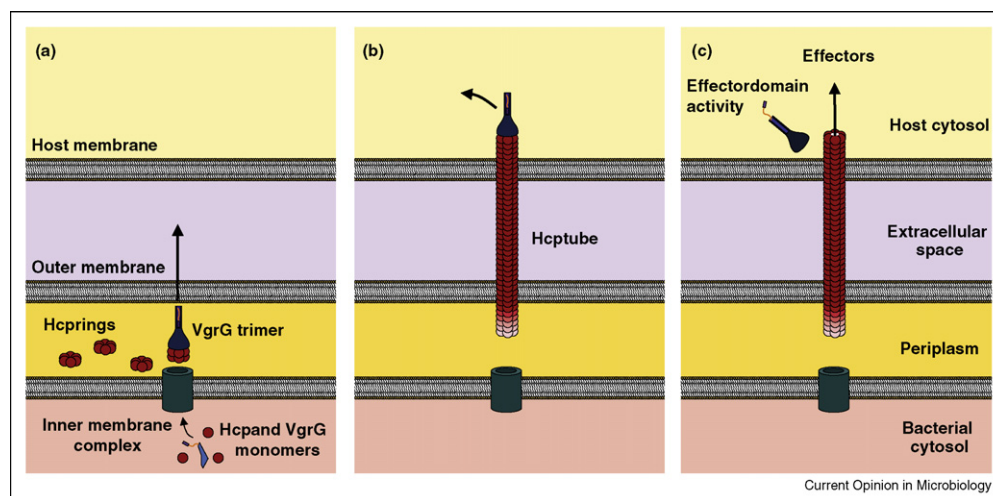 (a)
Host membrane
Outer membrane
Hcprings
VgrG trimer
Inner membrane
complex
Hcpand VgrG
monomers
(b)
Hcptube
(c)
Effectors
Effectordomain
activity
Host cytosol
Extracellular
space
Periplasm
Bacterial
cytosol
Current Opinion in Microbiology